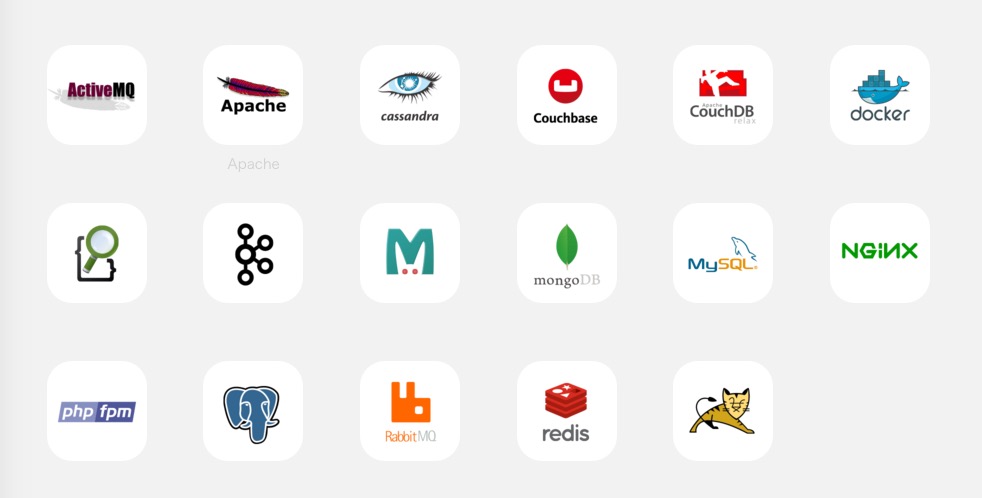 ActiveMQ
Apache
cassandra
Couchbase
Apache
CouchDB
relax
docker
Apache
mongoDB
MySQL®
NGiNX
php fpm
RabbitMQ
redis